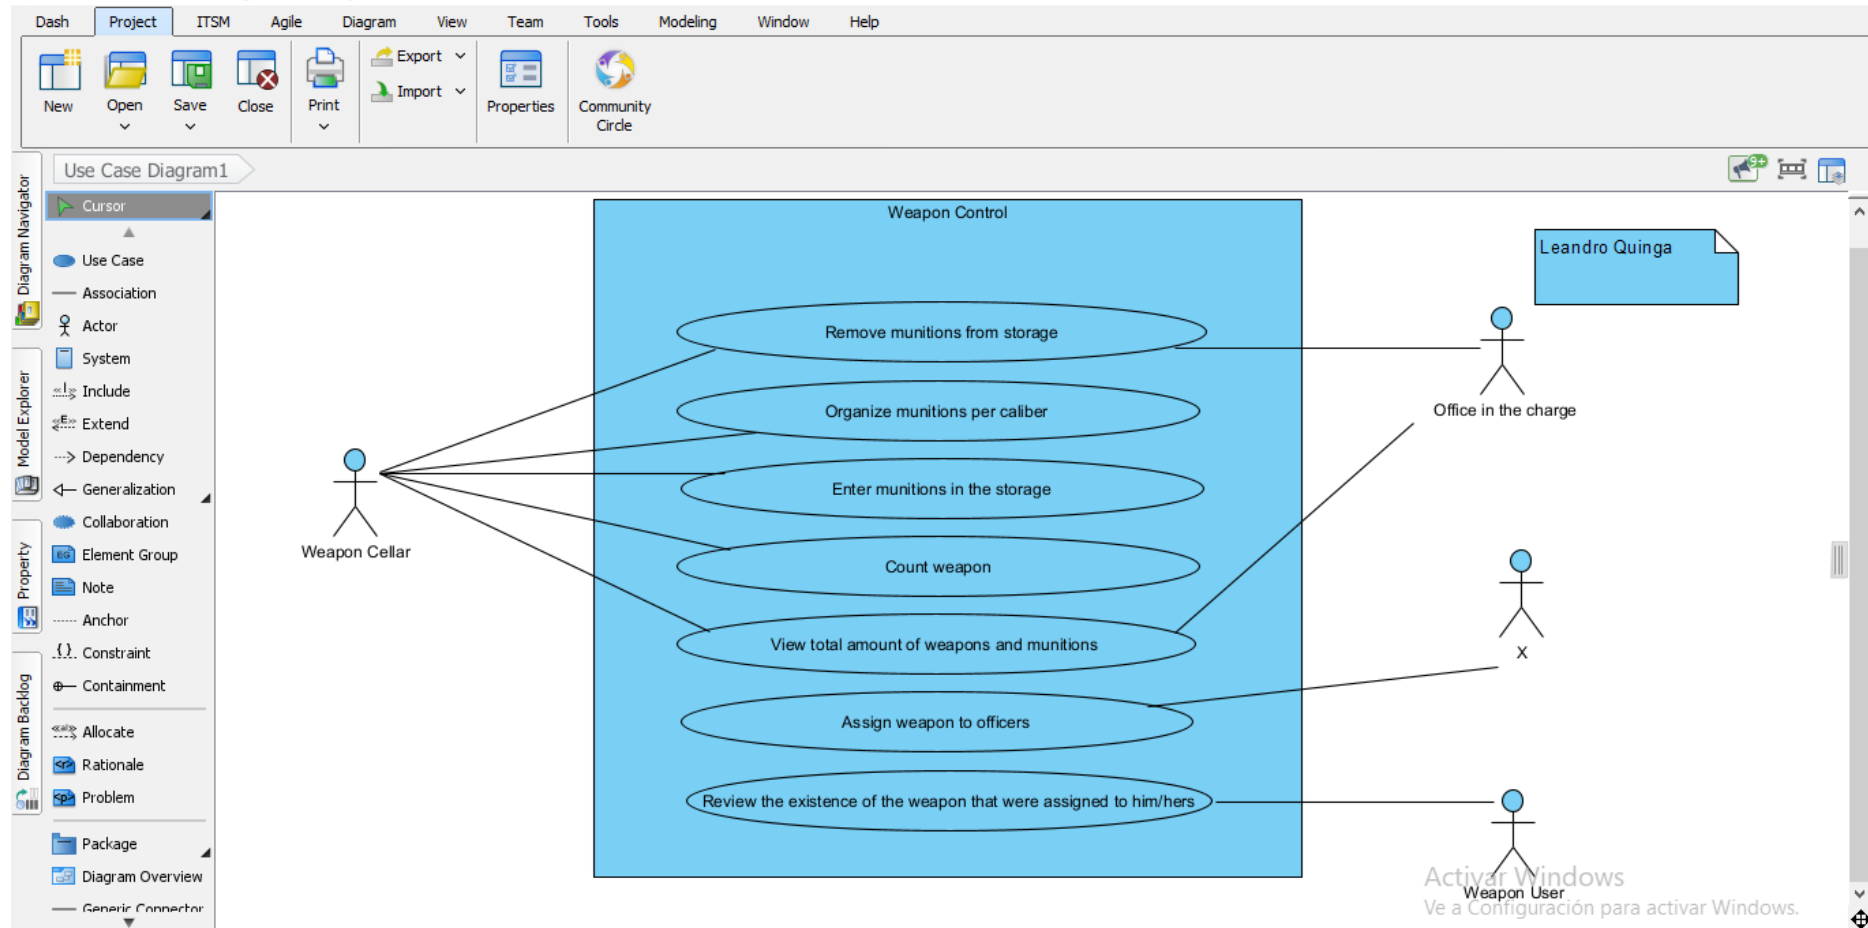 Dash Project ITSM Agile Diagram View Team Tools Modeling Window Help
New Open Save Close Print Export Import Properties Community Circle
Use Case Diagram1
9+
Diagram Navigator
Model Explorer
Property
Diagram Backlog
Cursor
Use Case
Association
Actor
System
Include
Extend
Dependency
Generalization
Collaboration
Element Group
Note
Anchor
Constraint
Containment
Allocate
Rationale
Problem
Package
Diagram Overview
Generic Connector
Weapon Control
Leandro Quinga
Remove munitions from storage
Organize munitions per caliber
Office in the charge
Enter munitions in the storage
Weapon Cellar
Count weapon
View total amount of weapons and munitions
X
Assign weapon to officers
Review the existence of the weapon that were assigned to him/hers
Weapon User
Activar Windows
Ve a Configuración para activar Windows.